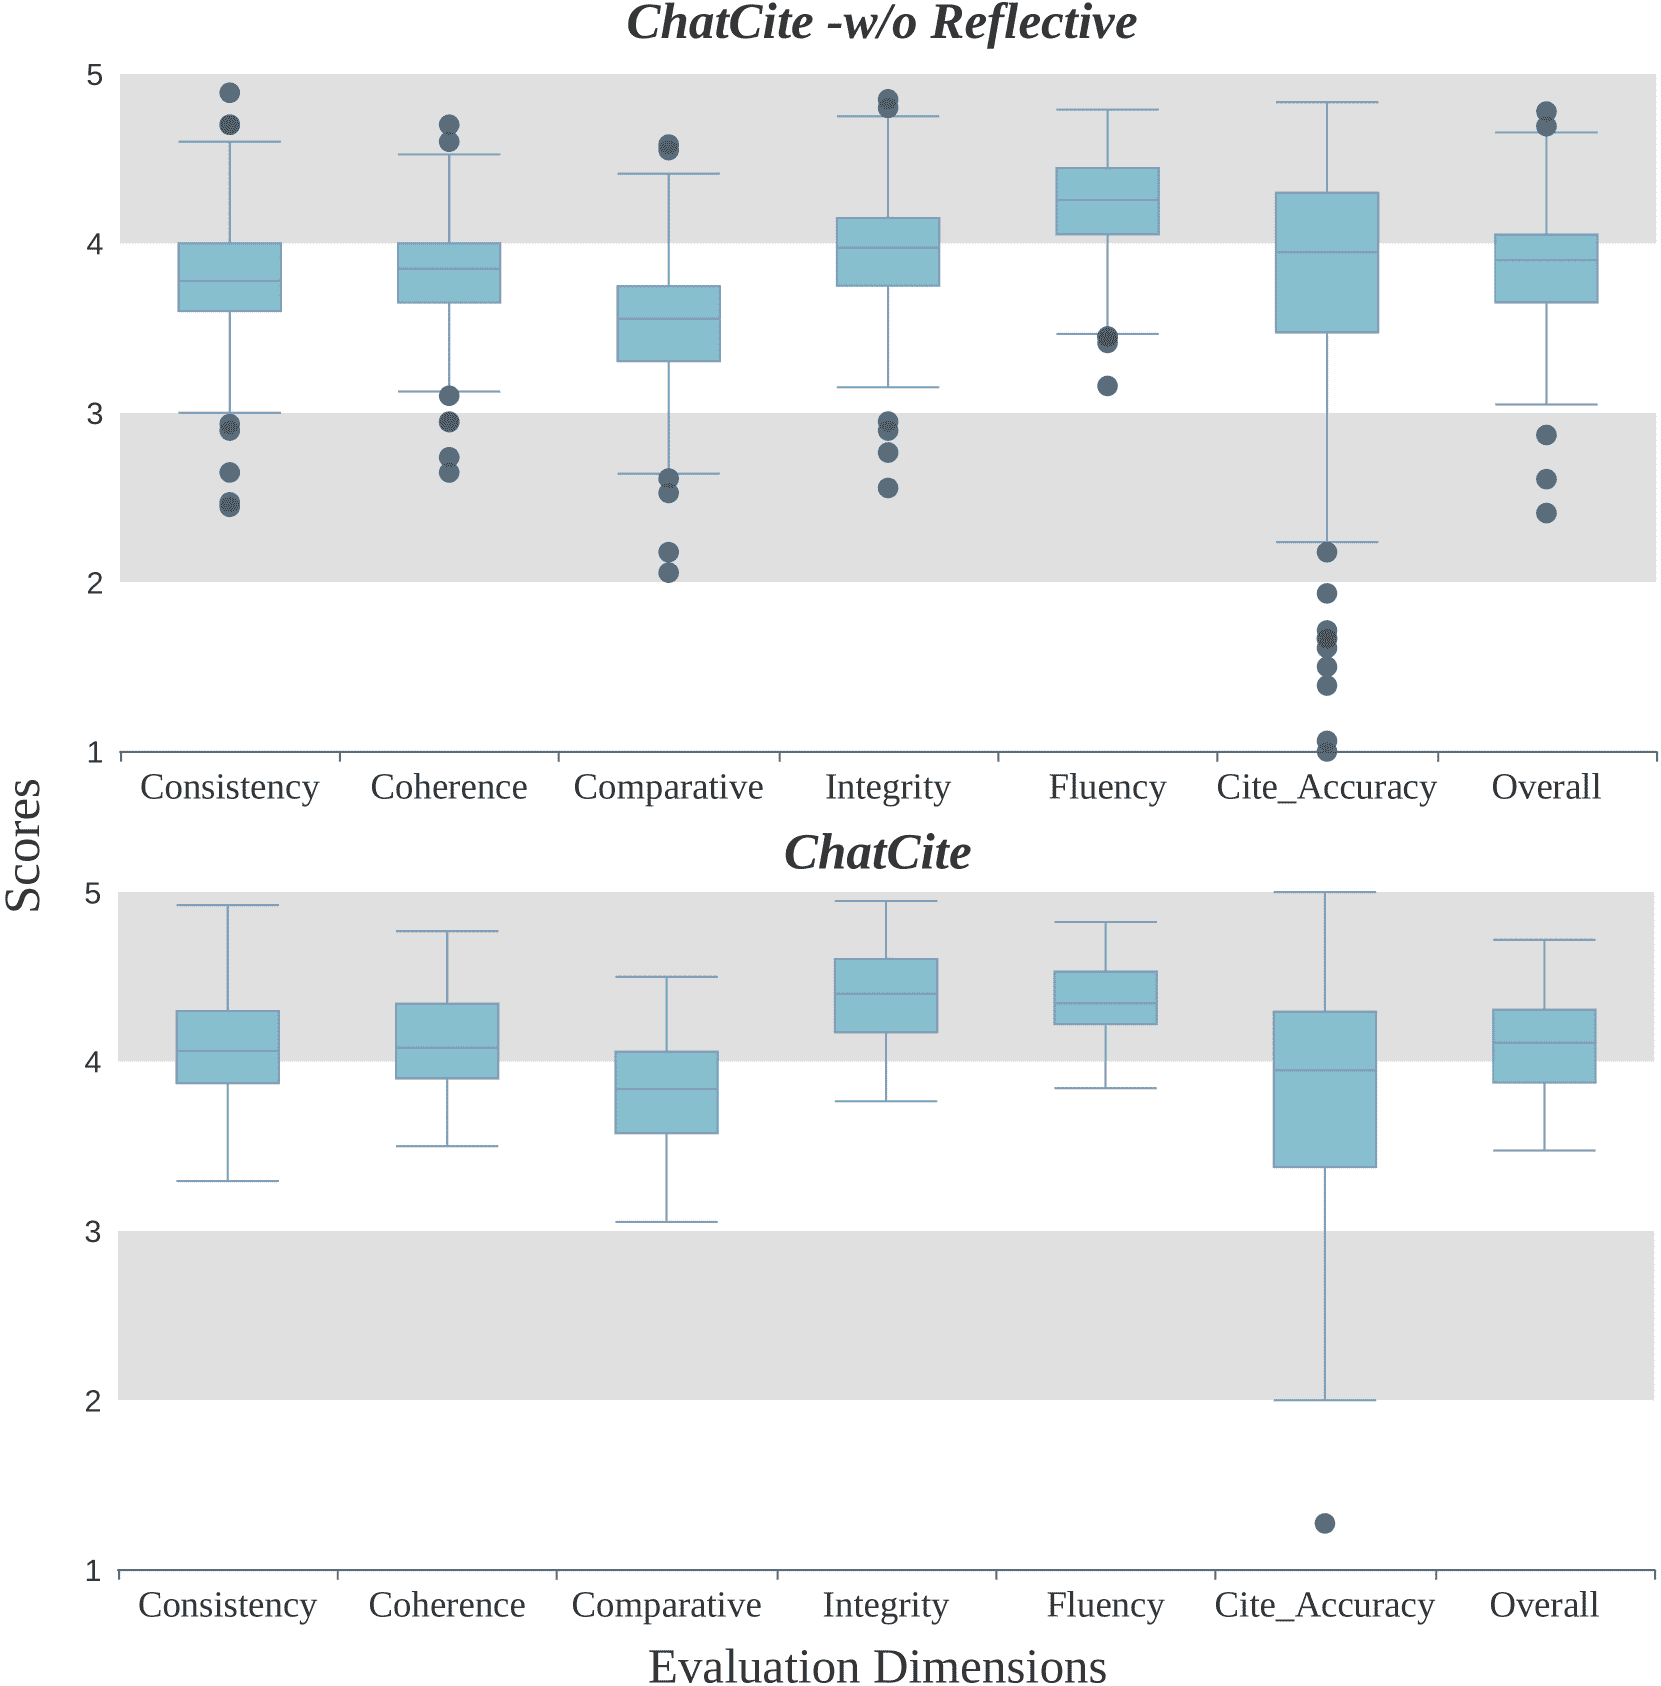 ChatCite -w/o Reflective
5
4
3
2
1
Consistency Coherence Comparative Integrity Fluency Cite_Accuracy Overall
Scores
ChatCite
5
4
3
2
1
Consistency Coherence Comparative Integrity Fluency Cite_Accuracy Overall
Evaluation Dimensions